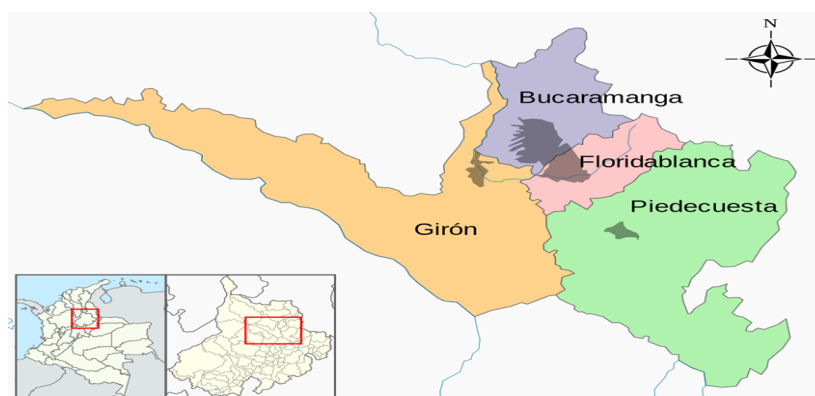 N
Bucaramanga
Floridablanca
Piedecuesta
Girón